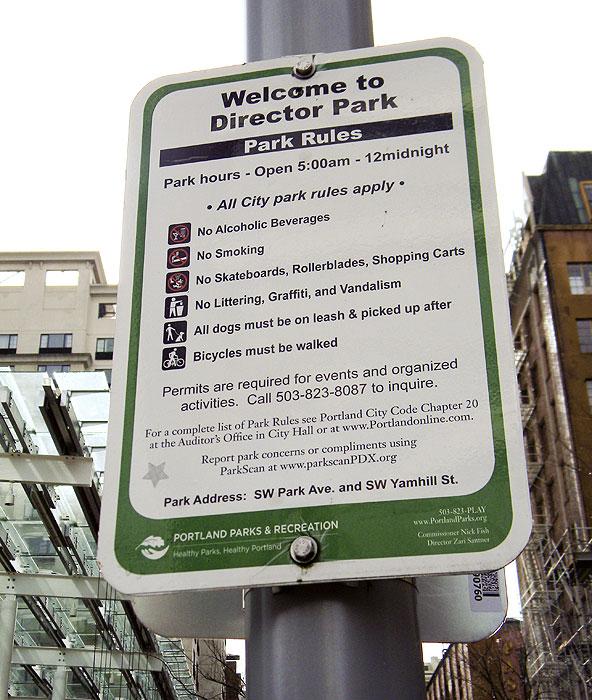 Welcome to
Director Park
Park Rules
Park hours - Open 5:00am - 12midnight
• All City park rules apply •
No Alcoholic Beverages
No Smoking
No Skateboards, Rollerblades, Shopping Carts
No Littering, Graffiti, and Vandalism
All dogs must be on leash & picked up after
Bicycles must be walked
Permits are required for events and organized
activities. Call 503-823-8087 to inquire.
For a complete list of Park Rules see Portland City Code Chapter 20
at the Auditor's Office in City Hall or at www.Portlandonline.com.
Report park concerns or compliments using
ParkScan at www.parkscanPDX.org
Park Address: SW Park Ave. and SW Yamhill St.
PORTLAND PARKS & RECREATION
Healthy Parks, Healthy Portland
503-823-PLAY
www.PortlandParks.org
Commissioner Nick Fish
Director Zari Santner